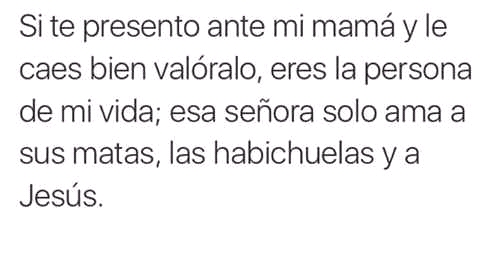 Si te presento ante mi mamá y le
caes bien valóralo, eres la persona
de mi vida; esa señora solo ama a
sus matas, las habichuelas y a
Jesús.